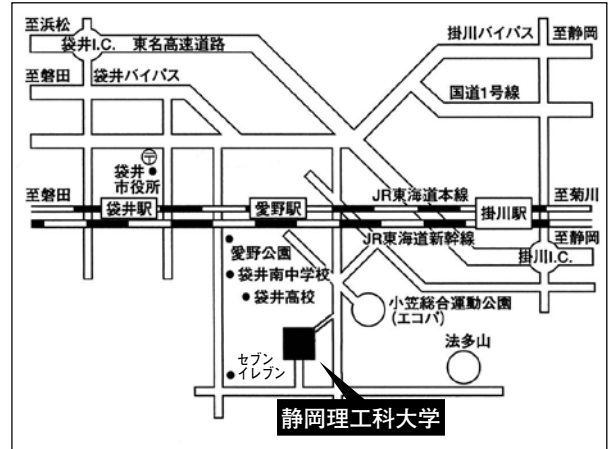 至浜松
袋井I.C.
東名高速道路
掛川バイパス
至静岡
至磐田
袋井バイパス
国道1号線
〒
袋井
市役所
至磐田
袋井駅
愛野駅
JR東海道本線
掛川駅
至菊川
JR東海道新幹線
至静岡
掛川I.C.
愛野公園
袋井南中学校
袋井高校
小笠総合運動公園
(エコパ)
法多山
セブン
イレブン
静岡理工科大学